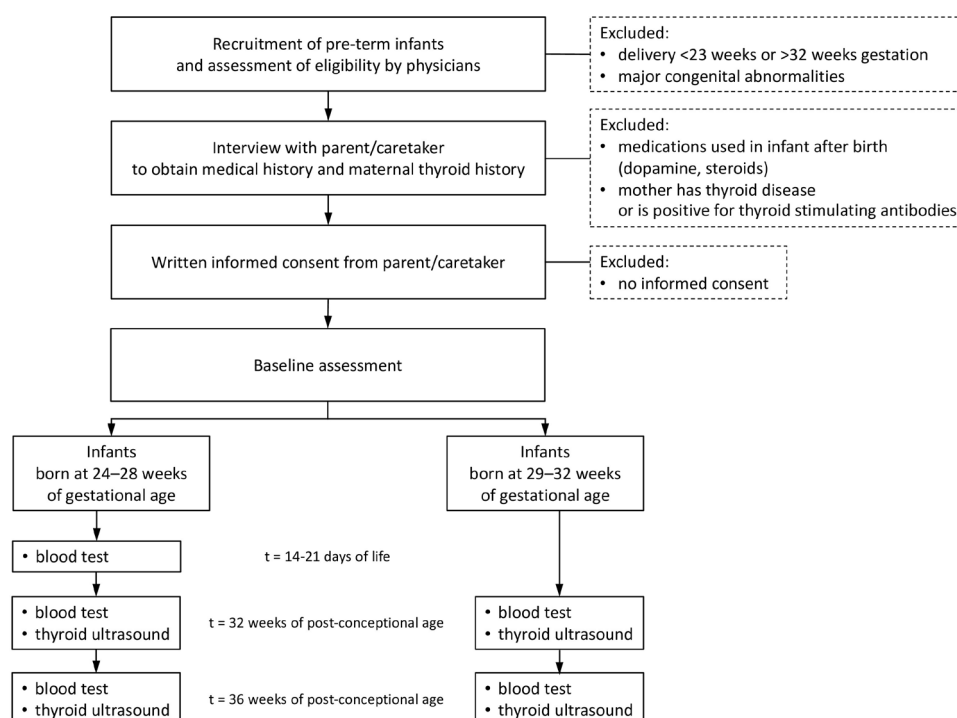 Recruitment of pre-term infants
and assessment of eligibility by physicians
Excluded:
• delivery <23 weeks or >32 weeks gestation
• major congenital abnormalities
Interview with parent/caretaker
to obtain medical history and maternal thyroid history
Excluded:
• medications used in infant after birth
(dopamine, steroids)
• mother has thyroid disease
or is positive for thyroid stimulating antibodies
Written informed consent from parent/caretaker
Excluded:
• no informed consent
Baseline assessment
Infants
born at 24–28 weeks
of gestational age
Infants
born at 29–32 weeks
of gestational age
• blood test
t = 14-21 days of life
• blood test
• thyroid ultrasound
t = 32 weeks of post-conceptional age
• blood test
• thyroid ultrasound
• blood test
• thyroid ultrasound
t = 36 weeks of post-conceptional age
• blood test
• thyroid ultrasound